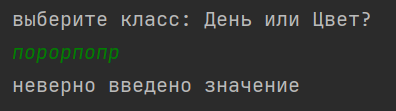 выберите класс: День или Цвет?
порорпопр
неверно введено значение